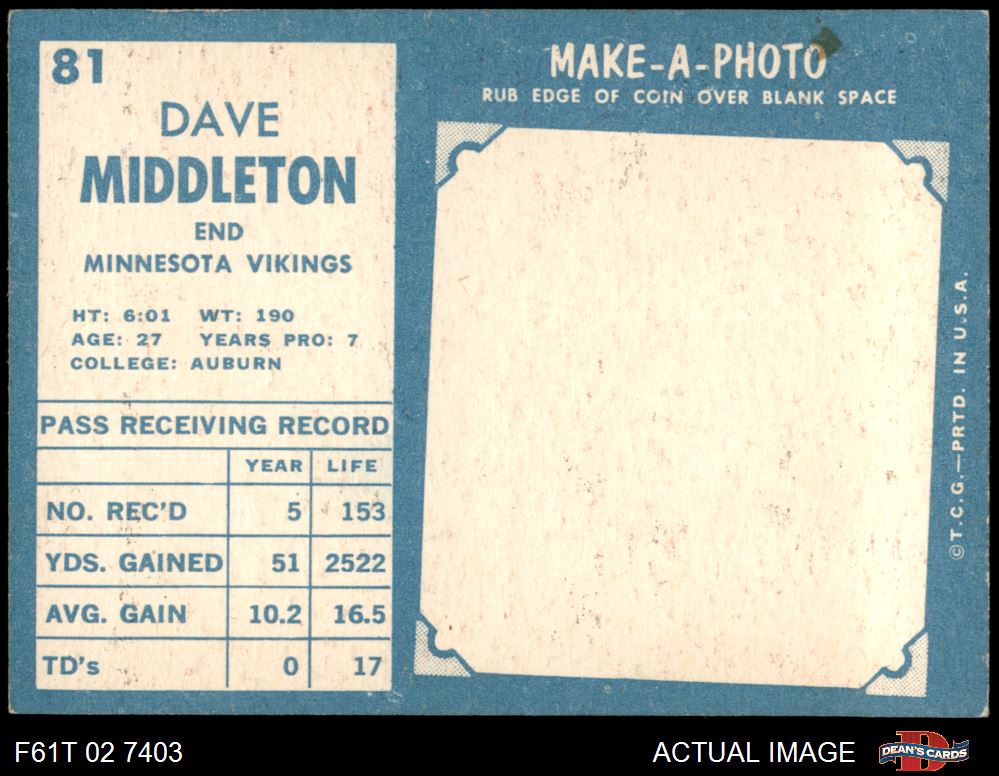 81
DAVE
MIDDLETON
END
MINNESOTA VIKINGS
HT: 6:01 WT: 190
AGE: 27 YEARS PRO: 7
COLLEGE: AUBURN
PASS RECEIVING RECORD
YEAR LIFE
NO. REC'D 5 153
YDS. GAINED 51 2522
AVG. GAIN 10.2 16.5
TD's 0 17
MAKE-A-PHOTO
RUB EDGE OF COIN OVER BLANK SPACE
©T.C.G.—PRTD. IN U.S.A.
F61T 02 7403
ACTUAL IMAGE
D
DEAN'S CARDS